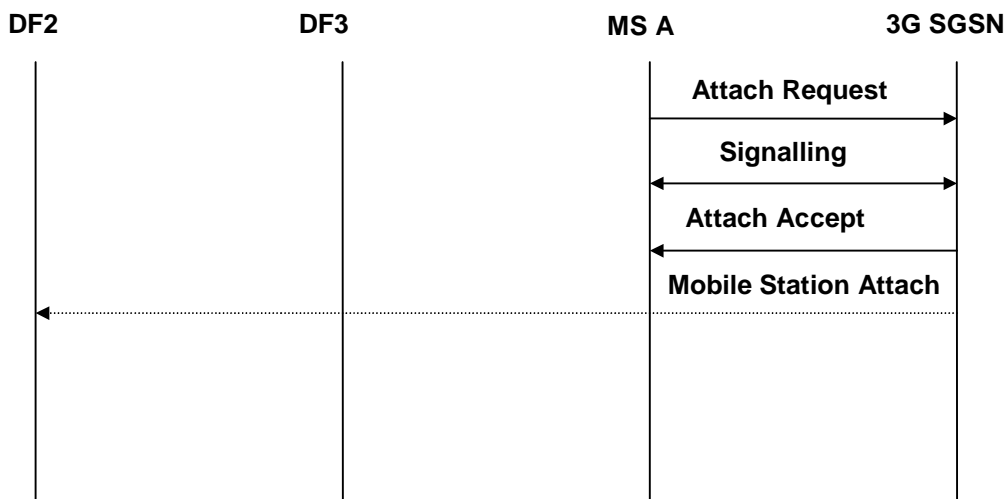 DF2 DF3 MS A 3G SGSN
Attach Request
Signalling
Attach Accept
Mobile Station Attach